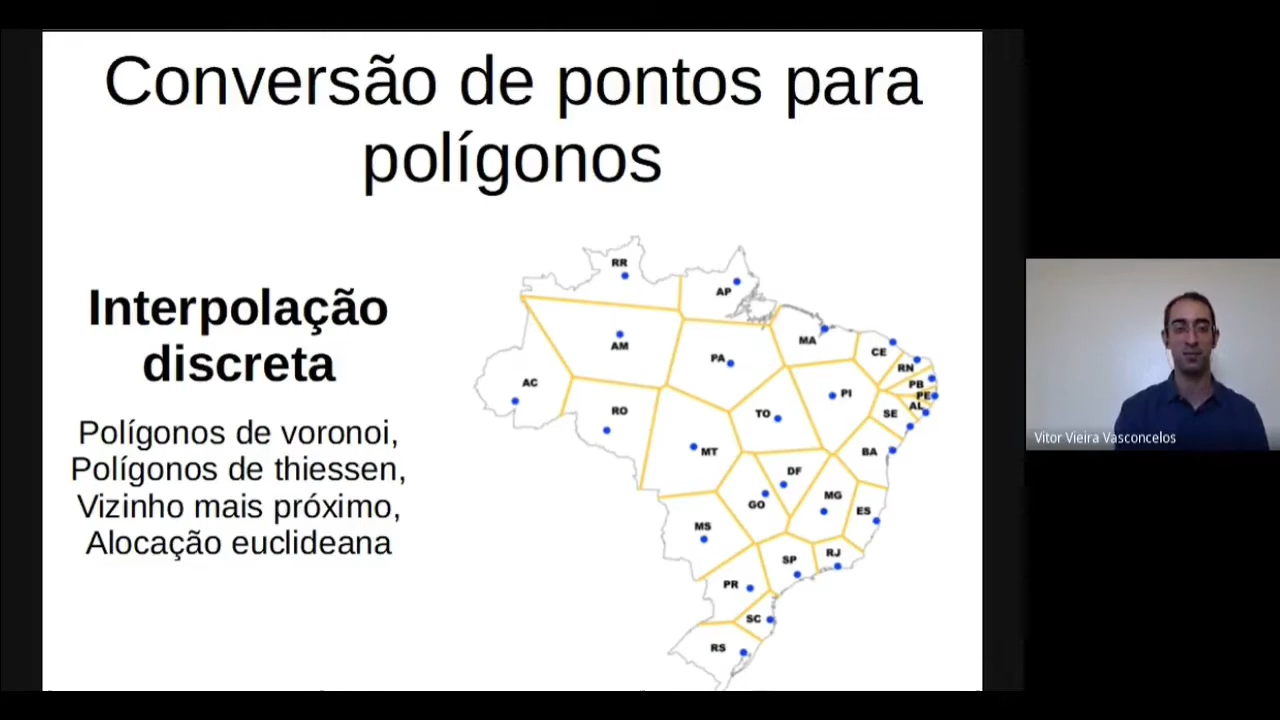 Conversão de pontos para
polígonos
Interpolação
discreta
Polígonos de voronoi,
Polígonos de thiessen,
Vizinho mais próximo,
Alocação euclideana
RR
AP
AM
PA
MA
CE
RN
PB
PE
AL
SE
AC
RO
TO
PI
MT
BA
DF
GO
MG
ES
MS
SP
RJ
PR
SC
RS
Vitor Vieira Vasconcelos